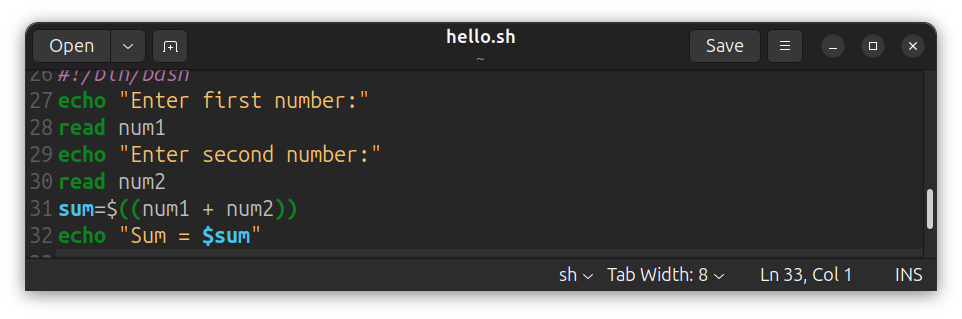 Open
hello.sh
~
Save
26 #!/bin/bash
27 echo "Enter first number:"
28 read num1
29 echo "Enter second number:"
30 read num2
31 sum=$((num1 + num2))
32 echo "Sum = $sum"
sh Tab Width: 8 Ln 33, Col 1 INS